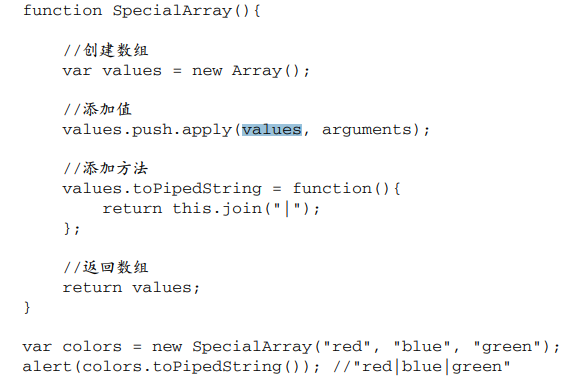 function SpecialArray(){
//创建数组
var values = new Array();
//添加值
values.push.apply(values, arguments);
//添加方法
values.toPipedString = function(){
return this.join("|");
};
//返回数组
return values;
}
var colors = new SpecialArray("red", "blue", "green");
alert(colors.toPipedString()); //"red|blue|green"